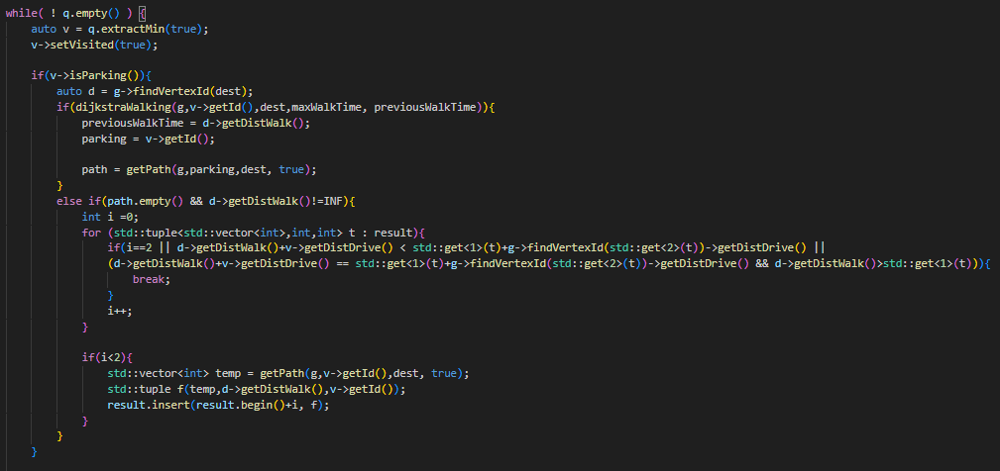 while( ! q.empty() ) {
auto v = q.extractMin(true);
v->setVisited(true);
if(v->isParking()){
auto d = g->findVertexId(dest);
if(dijkstraWalking(g,v->getId(),dest,maxWalkTime, previousWalkTime)){
previousWalkTime = d->getDistWalk();
parking = v->getId();
path = getPath(g,parking,dest, true);
}
else if(path.empty() && d->getDistWalk()!=INF){
int i =0;
for (std::tuple<std::vector<int>,int,int> t : result){
if(i==2 || d->getDistWalk()+v->getDistDrive() < std::get<1>(t)+g->findVertexId(std::get<2>(t))->getDistDrive() ||
(d->getDistWalk()+v->getDistDrive() == std::get<1>(t)+g->findVertexId(std::get<2>(t))->getDistDrive() && d->getDistWalk()>std::get<1>(t))){
break;
}
i++;
}
if(i<2){
std::vector<int> temp = getPath(g,v->getId(),dest, true);
std::tuple f(temp,d->getDistWalk(),v->getId());
result.insert(result.begin()+i, f);
}
}
}